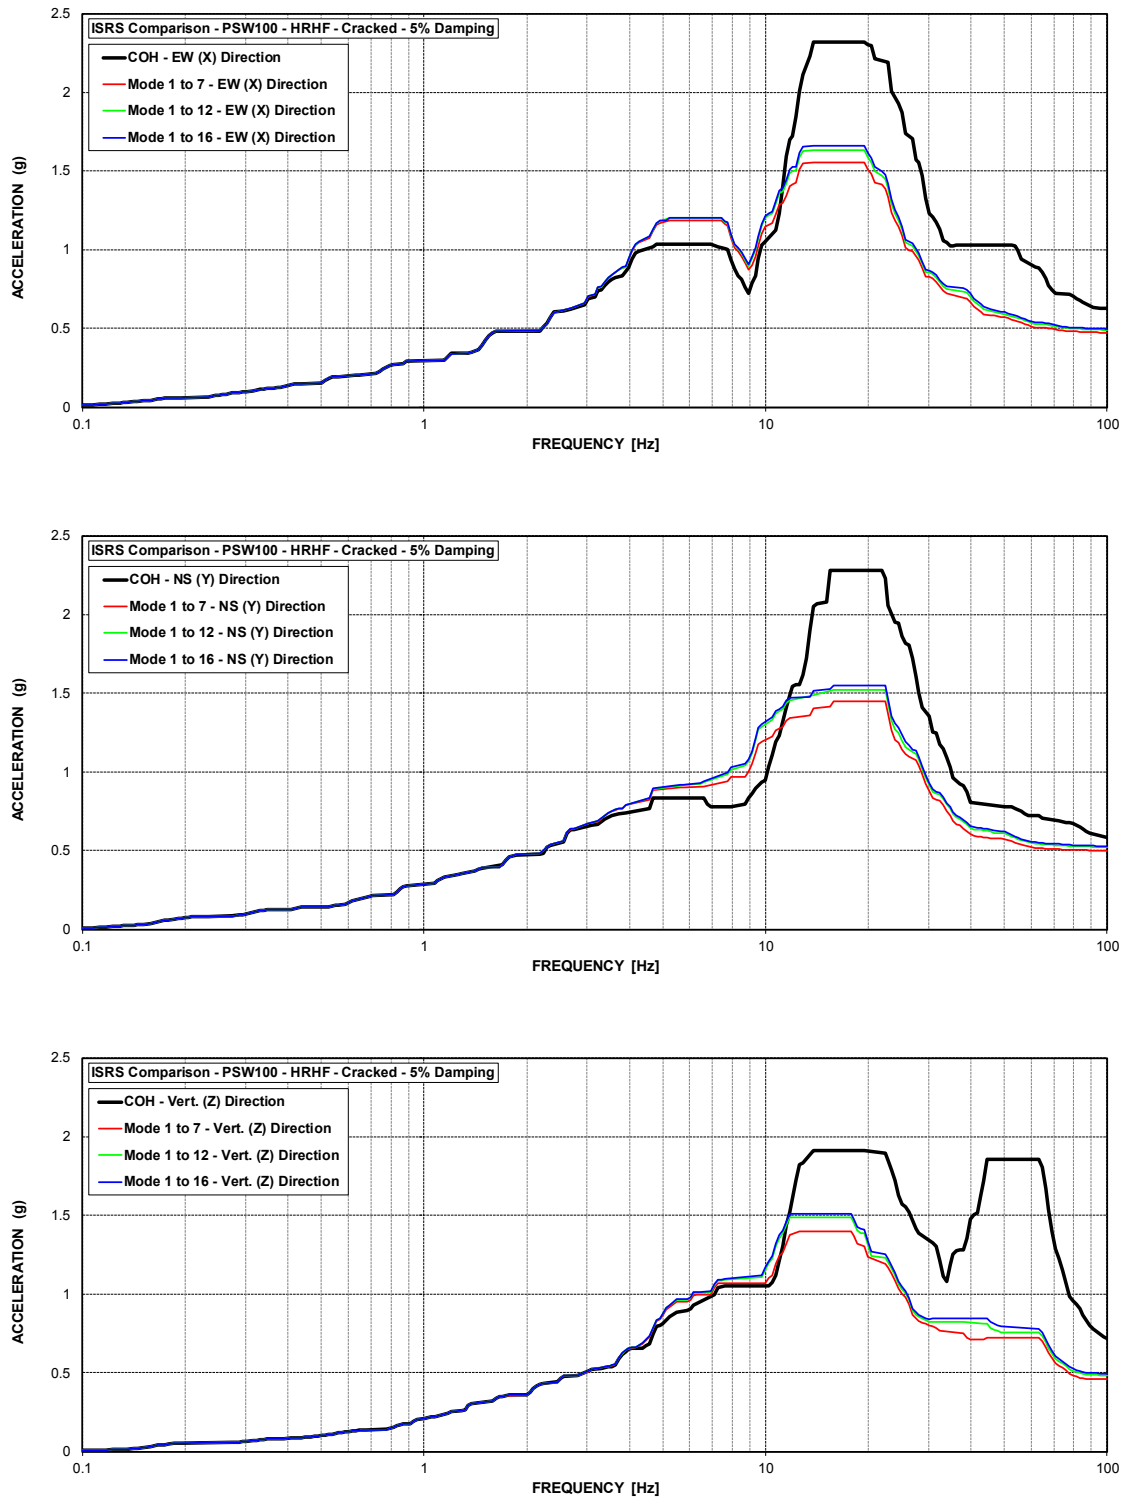 ISRS Comparison - PSW100 - HRHF - Cracked - 5% Damping
COH - EW (X) Direction
Mode 1 to 7 - EW (X) Direction
Mode 1 to 12 - EW (X) Direction
Mode 1 to 16 - EW (X) Direction
2.5
2
1.5
1
0.5
0
ACCELERATION (g)
0.1
1
10
100
FREQUENCY [Hz]
ISRS Comparison - PSW100 - HRHF - Cracked - 5% Damping
COH - NS (Y) Direction
Mode 1 to 7 - NS (Y) Direction
Mode 1 to 12 - NS (Y) Direction
Mode 1 to 16 - NS (Y) Direction
2.5
2
1.5
1
0.5
0
ACCELERATION (g)
0.1
1
10
100
FREQUENCY [Hz]
ISRS Comparison - PSW100 - HRHF - Cracked - 5% Damping
COH - Vert. (Z) Direction
Mode 1 to 7 - Vert. (Z) Direction
Mode 1 to 12 - Vert. (Z) Direction
Mode 1 to 16 - Vert. (Z) Direction
2.5
2
1.5
1
0.5
0
ACCELERATION (g)
0.1
1
10
100
FREQUENCY [Hz]